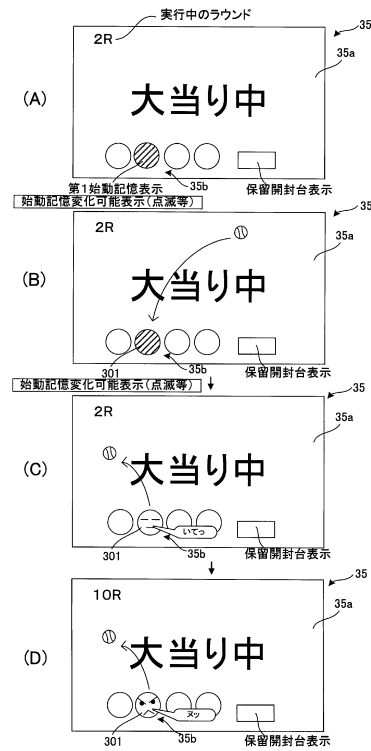 実行中のラウンド
35
2R
35a
(A)
大当り中
第1始動記憶表示
35b
保留開封台表示
始動記憶変化可能表示(点滅等)
35
2R
35a
(B)
大当り中
301
35b
保留開封台表示
始動記憶変化可能表示(点滅等)
35
2R
35a
(C)
大当り中
いてっ
301
35b
保留開封台表示
35
10R
35a
(D)
大当り中
ヌッ
301
35b
保留開封台表示